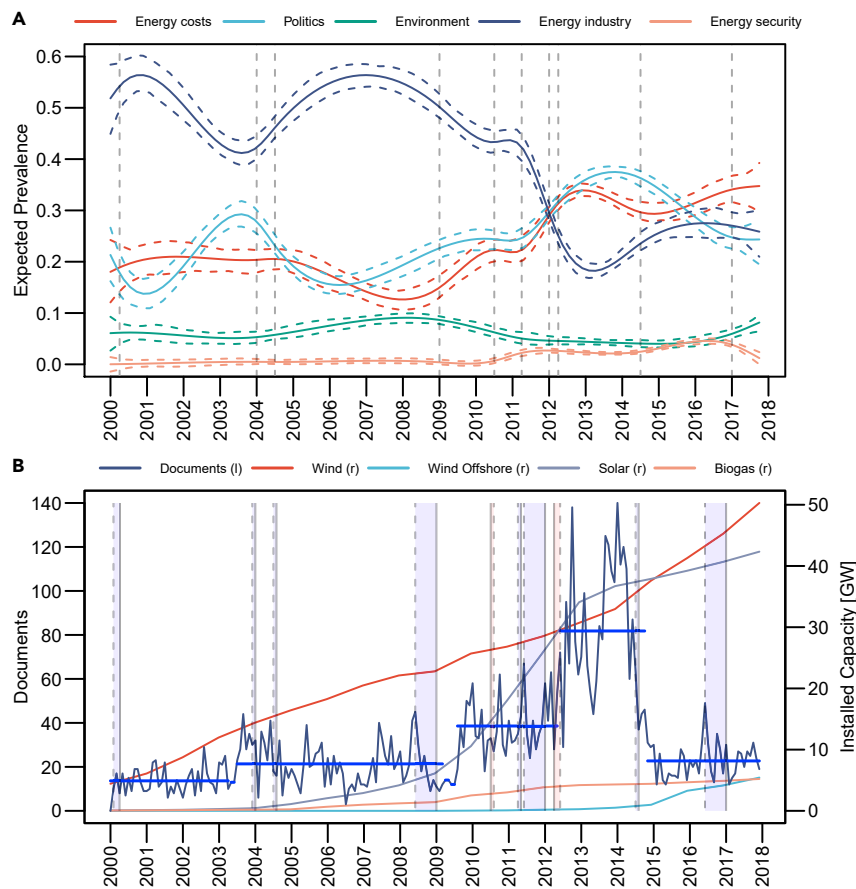 A
Energy costs Politics Environment Energy industry Energy security
Expected Prevalence
0.6
0.5
0.4
0.3
0.2
0.1
0.0
2000 2001 2002 2003 2004 2005 2006 2007 2008 2009 2010 2011 2012 2013 2014 2015 2016 2017 2018
B
Documents (l) Wind (r) Wind Offshore (r) Solar (r) Biogas (r)
Documents
140
120
100
80
60
40
20
0
50
40
30
20
10
0
Installed Capacity [GW]
2000 2001 2002 2003 2004 2005 2006 2007 2008 2009 2010 2011 2012 2013 2014 2015 2016 2017 2018